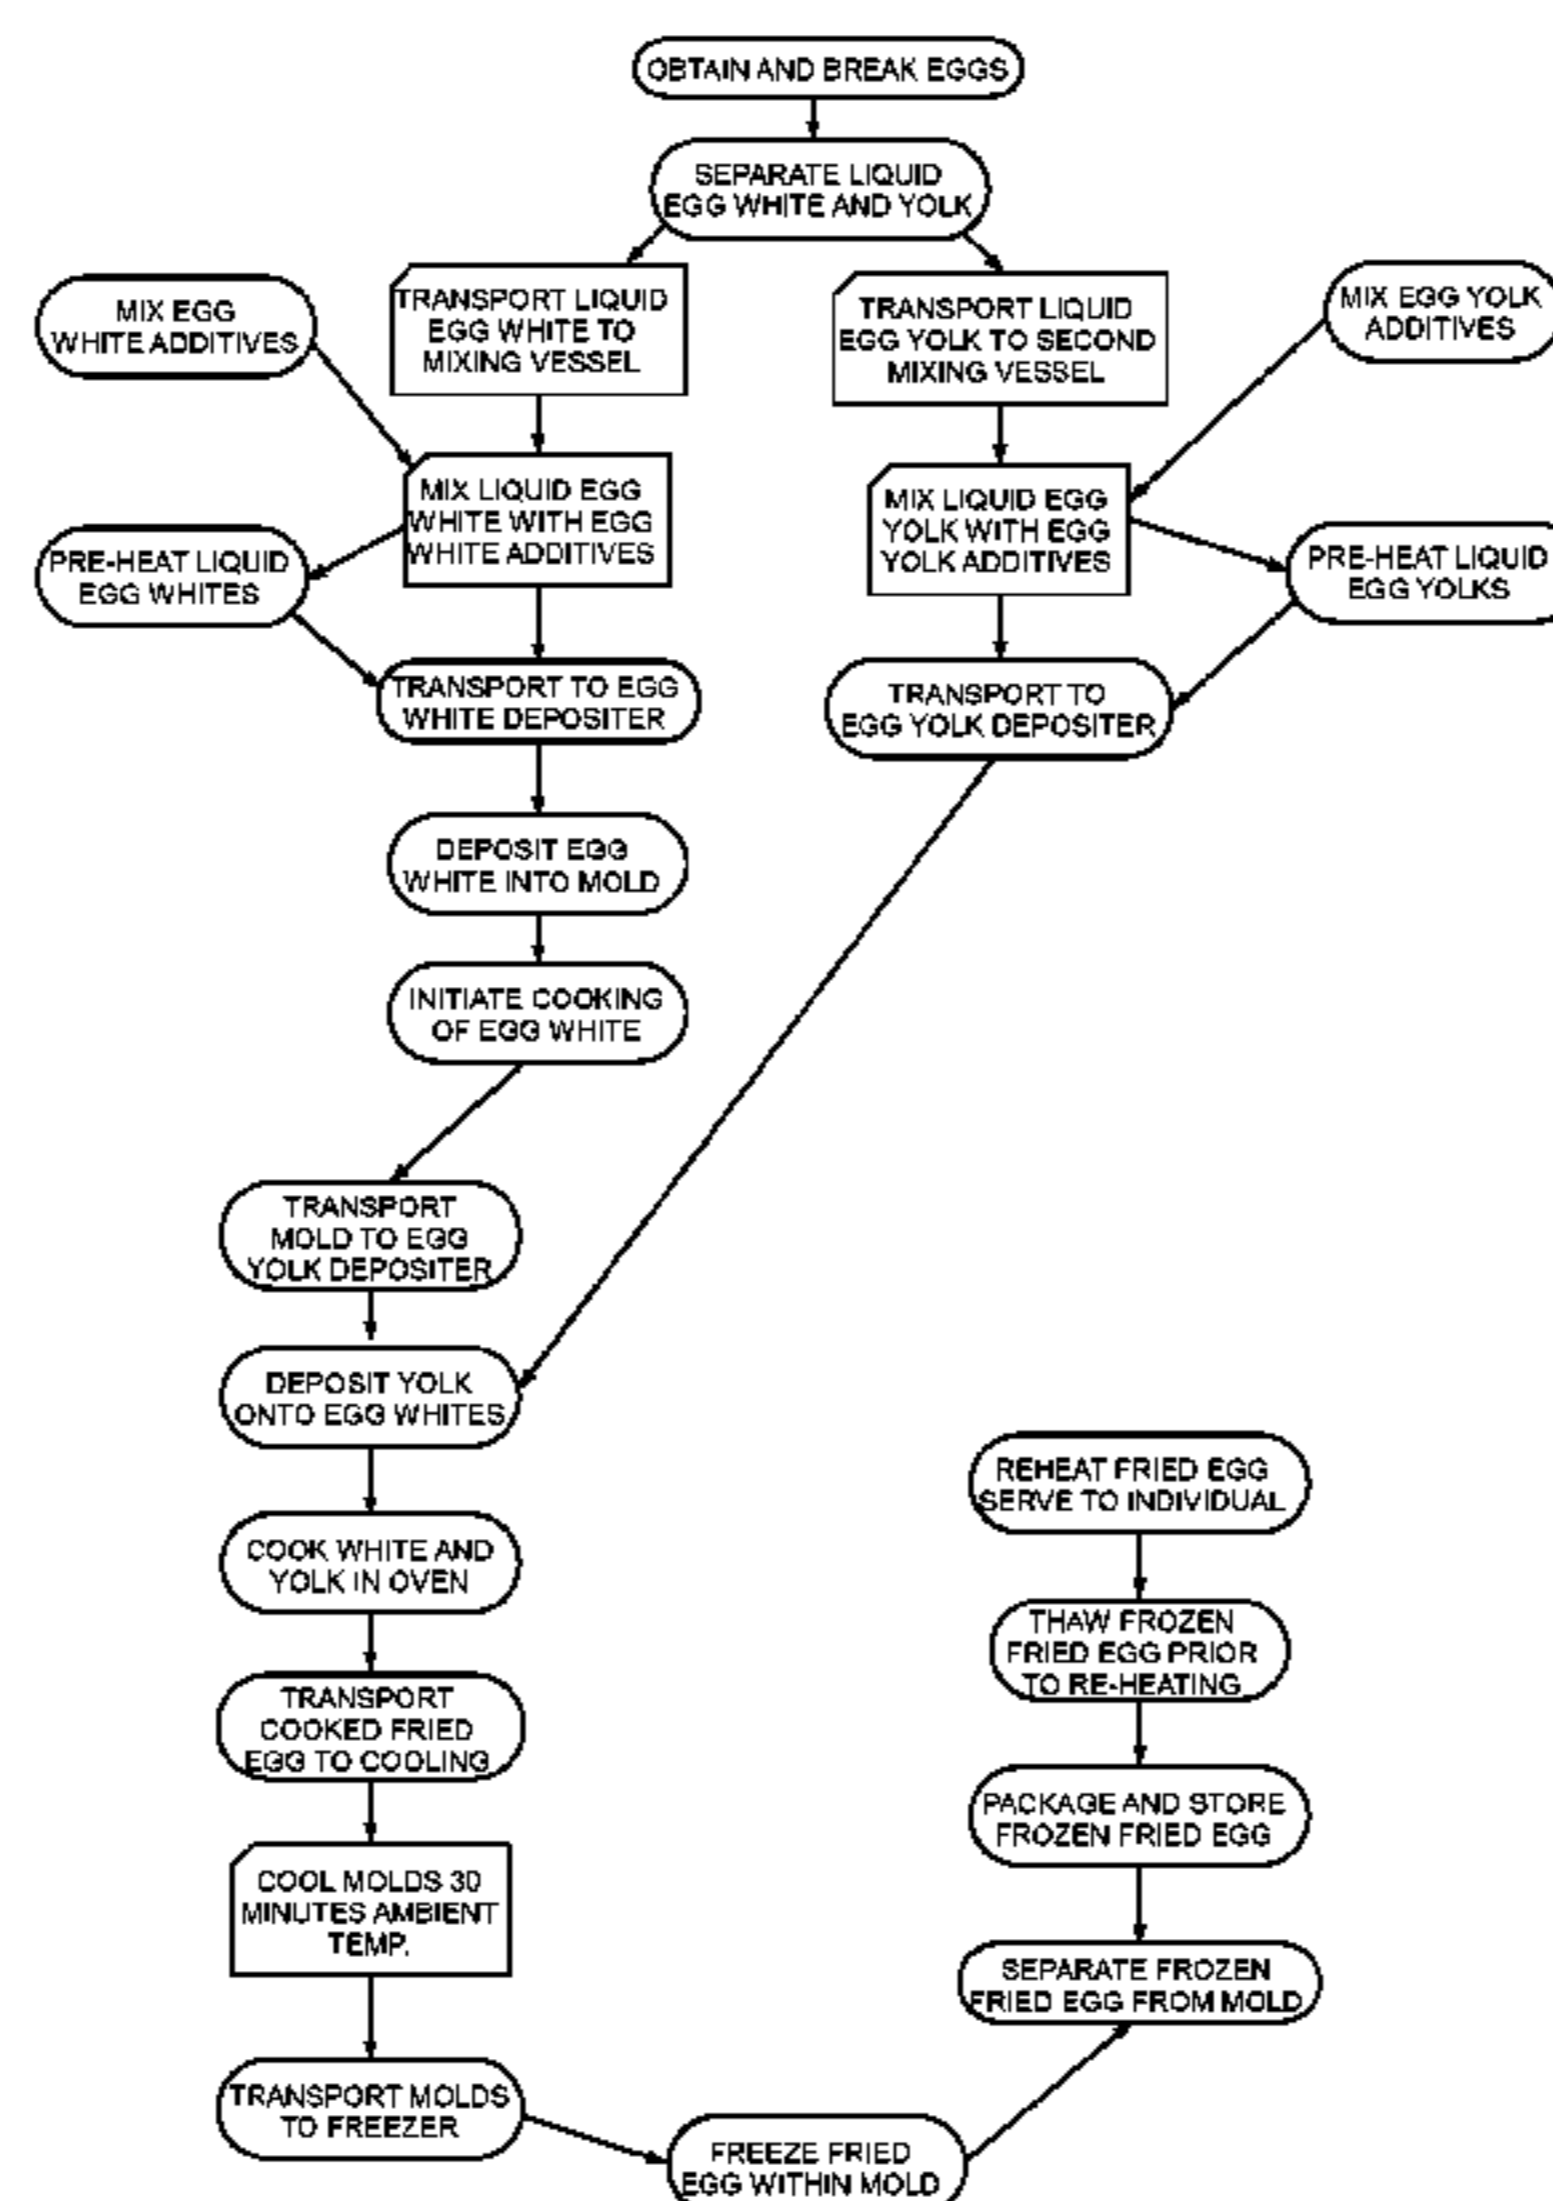 OBTAIN AND BREAK EGGS
SEPARATE LIQUID
EGG WHITE AND YOLK
MIX EGG
WHITE ADDITIVES
TRANSPORT LIQUID
EGG WHITE TO
MIXING VESSEL
TRANSPORT LIQUID
EGG YOLK TO SECOND
MIXING VESSEL
MIX EGG YOLK
ADDITIVES
MIX LIQUID EGG
WHITE WITH EGG
WHITE ADDITIVES
MIX LIQUID EGG
YOLK WITH EGG
YOLK ADDITIVES
PRE-HEAT LIQUID
EGG WHITES
PRE-HEAT LIQUID
EGG YOLKS
TRANSPORT TO EGG
WHITE DEPOSITER
TRANSPORT TO
EGG YOLK DEPOSITER
DEPOSIT EGG
WHITE INTO MOLD
INITIATE COOKING
OF EGG WHITE
TRANSPORT
MOLD TO EGG
YOLK DEPOSITER
DEPOSIT YOLK
ONTO EGG WHITES
COOK WHITE AND
YOLK IN OVEN
TRANSPORT
COOKED FRIED
EGG TO COOLING
COOL MOLDS 30
MINUTES AMBIENT
TEMP.
TRANSPORT MOLDS
TO FREEZER
FREEZE FRIED
EGG WITHIN MOLD
REHEAT FRIED EGG
SERVE TO INDIVIDUAL
THAW FROZEN
FRIED EGG PRIOR
TO RE-HEATING
PACKAGE AND STORE
FROZEN FRIED EGG
SEPARATE FROZEN
FRIED EGG FROM MOLD